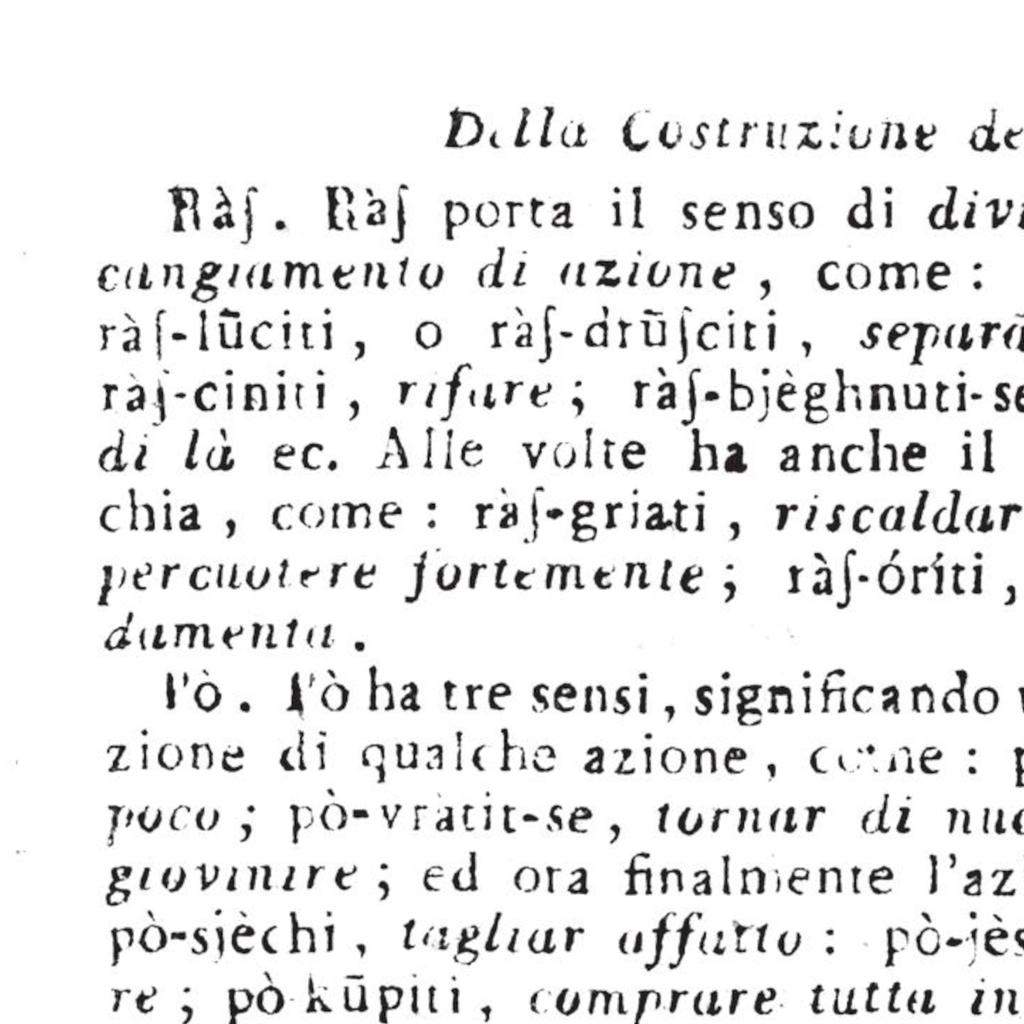 Della Costruzione de
Ràſ. Ràſ porta il senso di divi
cangiamento di azione, come:
ràſ-lūciti, o ràſ-drūſciti, separa
ràſ-ciniti, rifare; ràſ-bjèghnuti-se
di là ec. Alle volte ha anche il
chia, come: ràſ-griati, riscaldar
percuotere fortemente; ràſ-óríti,
damenta.
Pò. Pò ha tre sensi, significando
zione di qualche azione, come: p
poco; pò-vràtit-se, tornar di nuo
giovinire; ed ora finalmente l'az
pò-sjèchi, tagliar affatto: pò-jès
re; pò-kūpiti, comprare tutta in